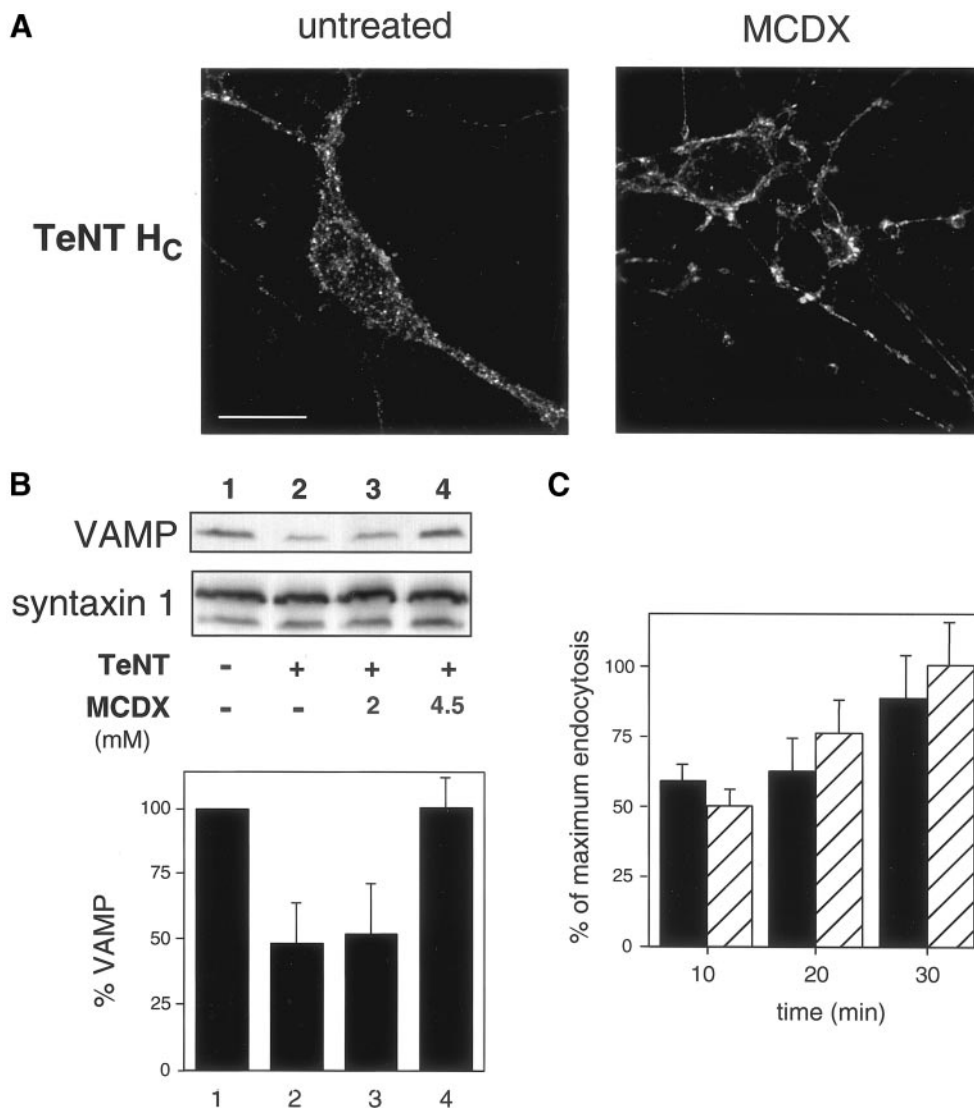 A
untreated
MCDX
TeNT HC
B
1 2 3 4
VAMP
syntaxin 1
TeNT - + + +
MCDX - - 2 4.5
(mM)
% VAMP
100
75
50
25
0
1 2 3 4
C
% of maximum endocytosis
100
75
50
25
0
10 20 30
time (min)